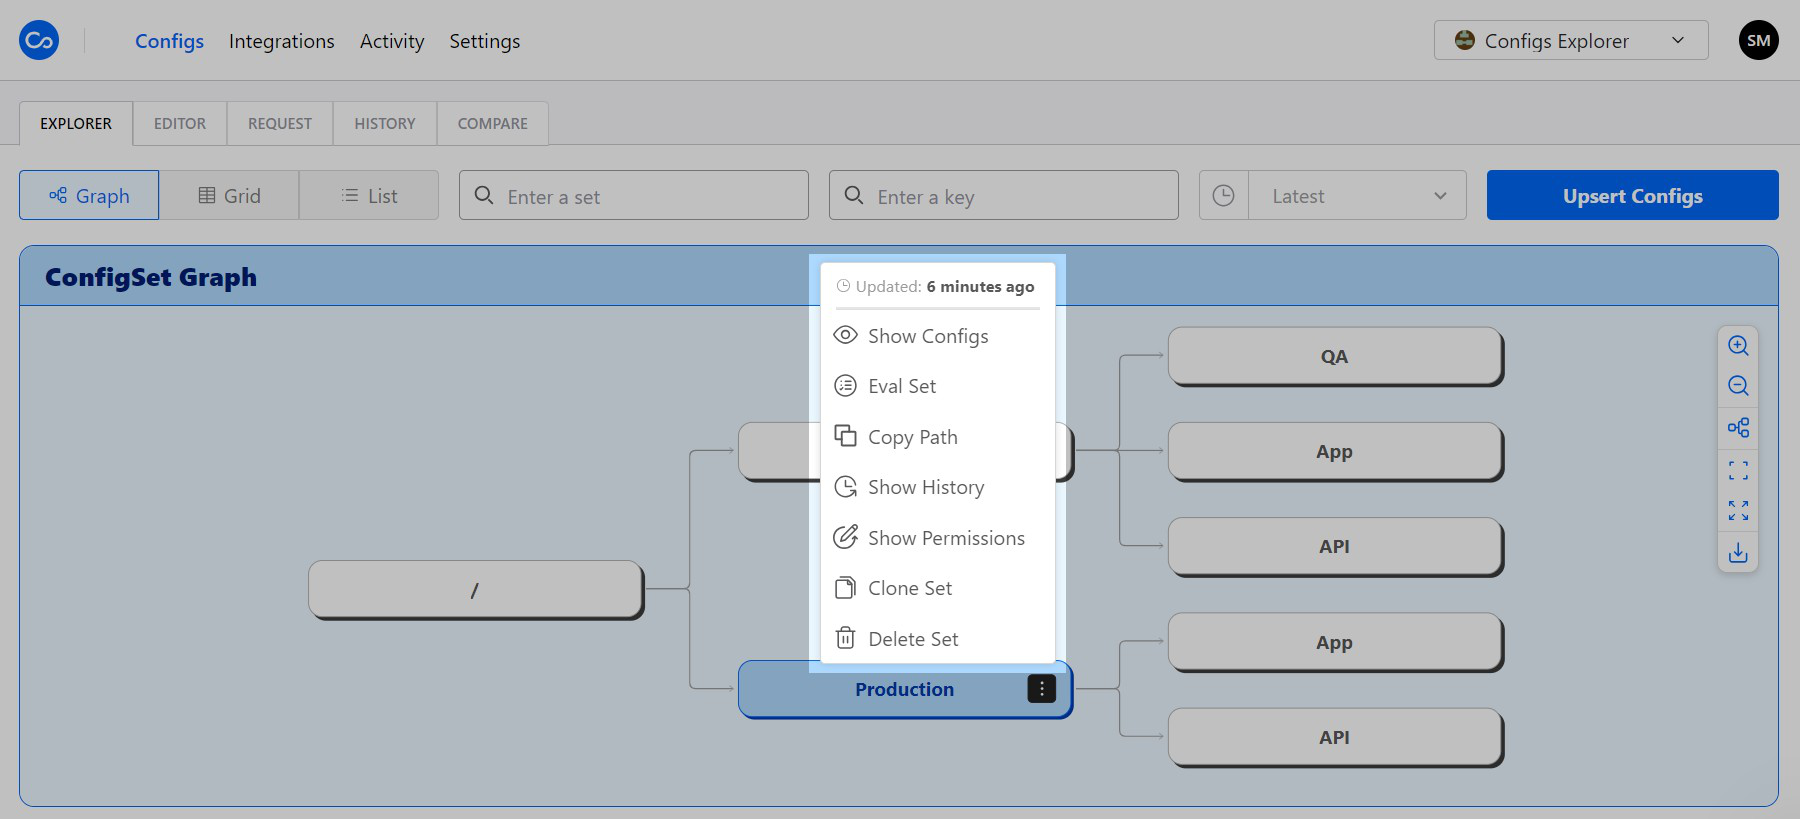 Configs Integrations Activity Settings Configs Explorer SM
EXPLORER EDITOR REQUEST HISTORY COMPARE
Graph Grid List Enter a set Enter a key Latest Upsert Configs
ConfigSet Graph
Updated: 6 minutes ago
Show Configs
Eval Set
Copy Path
Show History
Show Permissions
Clone Set
Delete Set
QA
App
API
/
Production
App
API